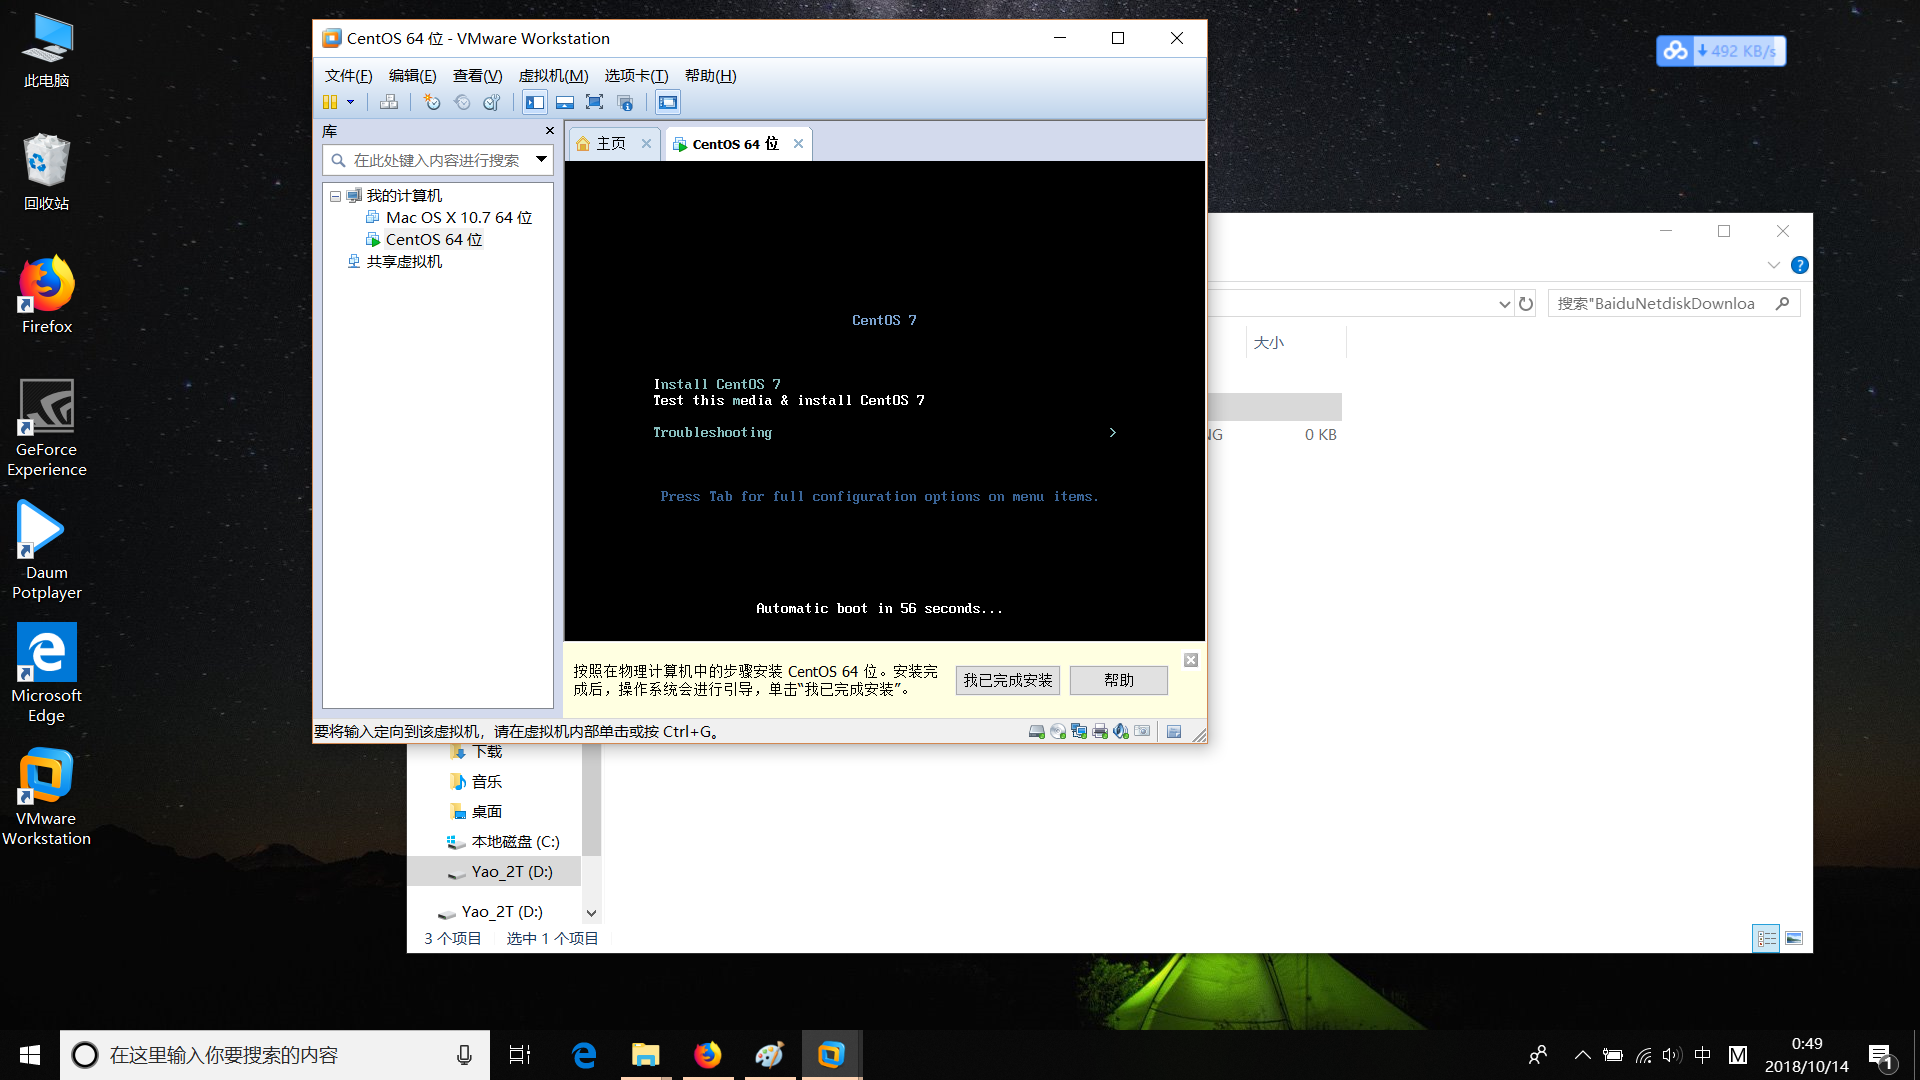 此电脑
回收站
Firefox
GeForce
Experience
Daum
Potplayer
Microsoft
Edge
VMware
Workstation
CentOS 64 位 - VMware Workstation
文件(F) 编辑(E) 查看(V) 虚拟机(M) 选项卡(T) 帮助(H)
库
在此处键入内容进行搜索
我的计算机
Mac OS X 10.7 64 位
CentOS 64 位
共享虚拟机
主页
CentOS 64 位
CentOS 7
Install CentOS 7
Test this media & install CentOS 7
Troubleshooting >
Press Tab for full configuration options on menu items.
Automatic boot in 56 seconds...
按照在物理计算机中的步骤安装 CentOS 64 位。安装完
成后，操作系统会进行引导，单击“我已完成安装”。
我已完成安装
帮助
要将输入定向到该虚拟机，请在虚拟机内部单击或按 Ctrl+G。
492 KB/s
搜索"BaiduNetdiskDownloa
大小
NG 0 KB
下载
音乐
桌面
本地磁盘 (C:)
Yao_2T (D:)
Yao_2T (D:)
3 个项目 选中 1 个项目
在这里输入你要搜索的内容
中
M
0:49
2018/10/14
1